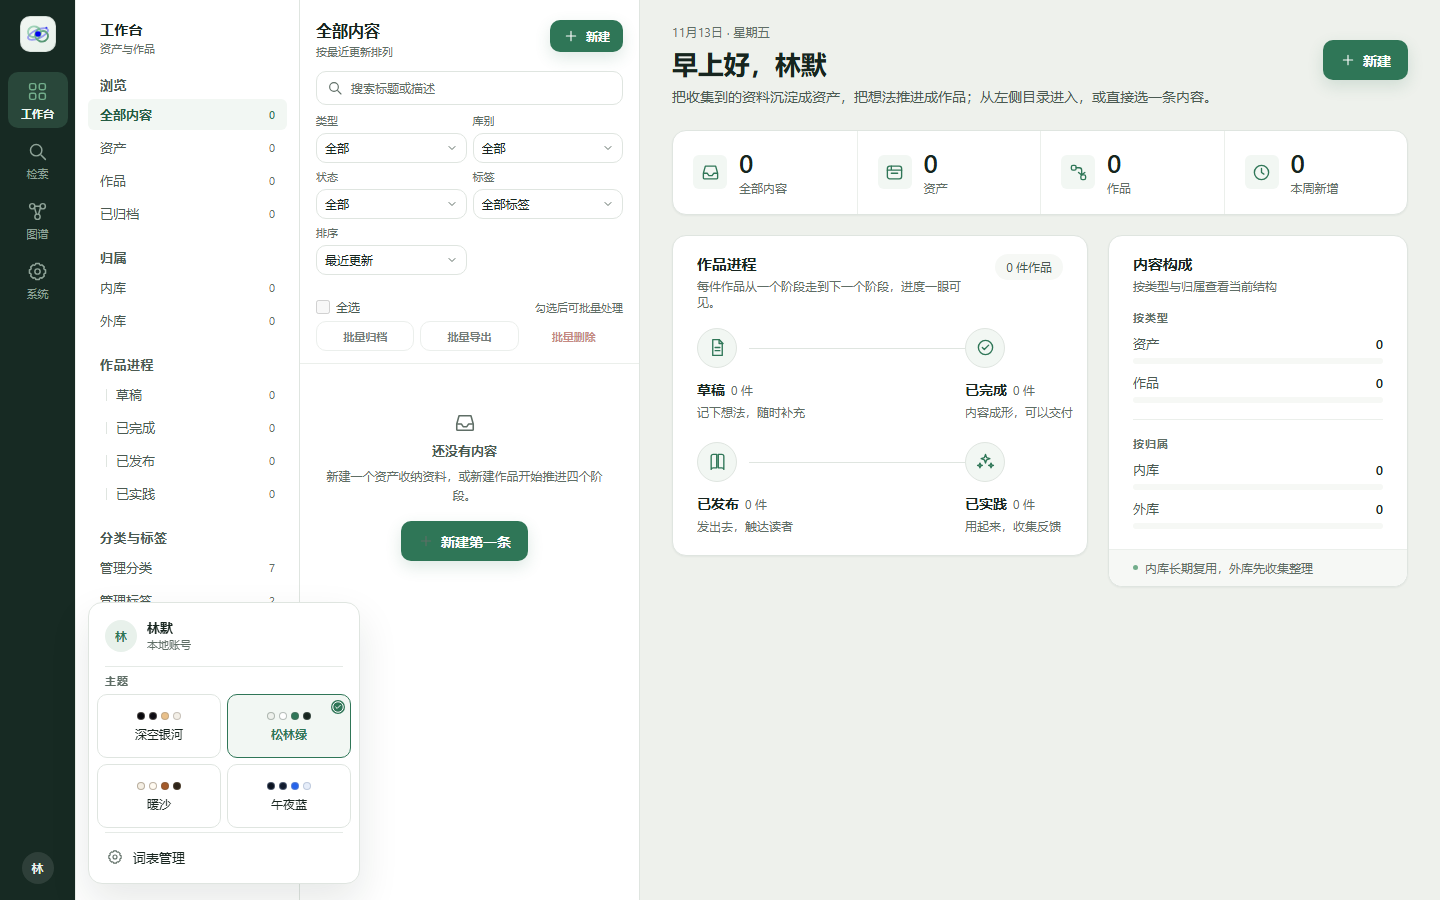 工作台
检索
图谱
系统
林
工作台
资产与作品
浏览
全部内容 0
资产 0
作品 0
已归档 0
归属
内库 0
外库 0
作品进程
草稿 0
已完成 0
已发布 0
已实践 0
分类与标签
管理分类 7
管理标签 2
林 林默
本地账号
主题
深空银河
松林绿
暖沙
午夜蓝
词表管理
全部内容
按最近更新排列
新建
搜索标题或描述
类型 库别
全部 全部
状态 标签
全部 全部标签
排序
最近更新
全选 勾选后可批量处理
批量归档 批量导出 批量删除
还没有内容
新建一个资产收纳资料，或新建作品开始推进四个阶
段。
新建第一条
11月13日 · 星期五
早上好，林默
把收集到的资料沉淀成资产，把想法推进成作品；从左侧目录进入，或直接选一条内容。
新建
0
全部内容
0
资产
0
作品
0
本周新增
作品进程
每件作品从一个阶段走到下一个阶段，进度一眼可
见。
0 件作品
草稿 0 件
记下想法，随时补充
已完成 0 件
内容成形，可以交付
已发布 0 件
发出去，触达读者
已实践 0 件
用起来，收集反馈
内容构成
按类型与归属查看当前结构
按类型
资产 0
作品 0
按归属
内库 0
外库 0
内库长期复用，外库先收集整理